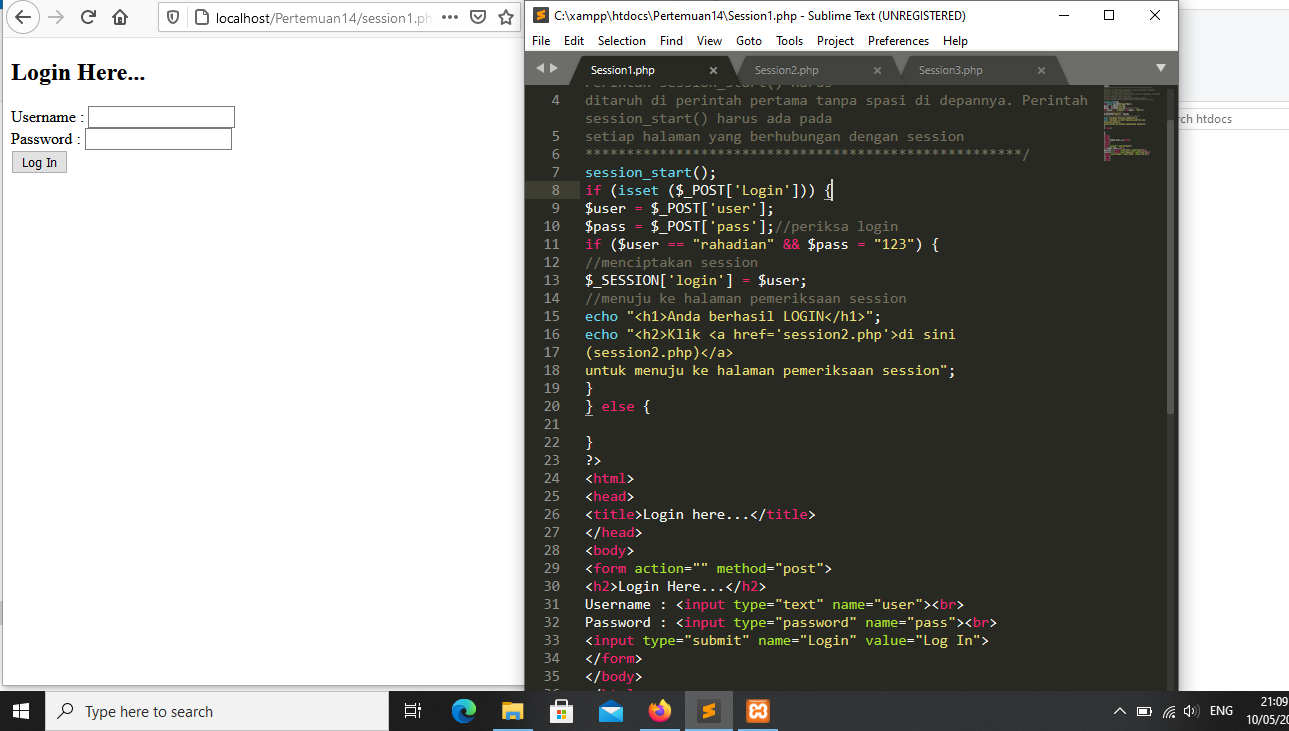 localhost/Pertemuan14/session1.ph
Login Here...
Username :
Password :
Log In
C:\xampp\htdocs\Pertemuan14\Session1.php - Sublime Text (UNREGISTERED)
File Edit Selection Find View Goto Tools Project Preferences Help
Session1.php × Session2.php × Session3.php ×
Perintah session_start() harus
4 ditaruh di perintah pertama tanpa spasi di depannya. Perintah
session_start() harus ada pada
5 setiap halaman yang berhubungan dengan session
6 *****************************************************/
7 session_start();
8 if (isset ($_POST['Login'])) {
9 $user = $_POST['user'];
10 $pass = $_POST['pass'];//periksa login
11 if ($user == "rahadian" && $pass = "123") {
12 //menciptakan session
13 $_SESSION['login'] = $user;
14 //menuju ke halaman pemeriksaan session
15 echo "<h1>Anda berhasil LOGIN</h1>";
16 echo "<h2>Klik <a href='session2.php'>di sini
17 (session2.php)</a>
18 untuk menuju ke halaman pemeriksaan session";
19 }
20 } else {
21
22 }
23 ?>
24 <html>
25 <head>
26 <title>Login here...</title>
27 </head>
28 <body>
29 <form action="" method="post">
30 <h2>Login Here...</h2>
31 Username : <input type="text" name="user"><br>
32 Password : <input type="password" name="pass"><br>
33 <input type="submit" name="Login" value="Log In">
34 </form>
35 </body>
rch htdocs
Type here to search
ENG
21:09
10/05/20